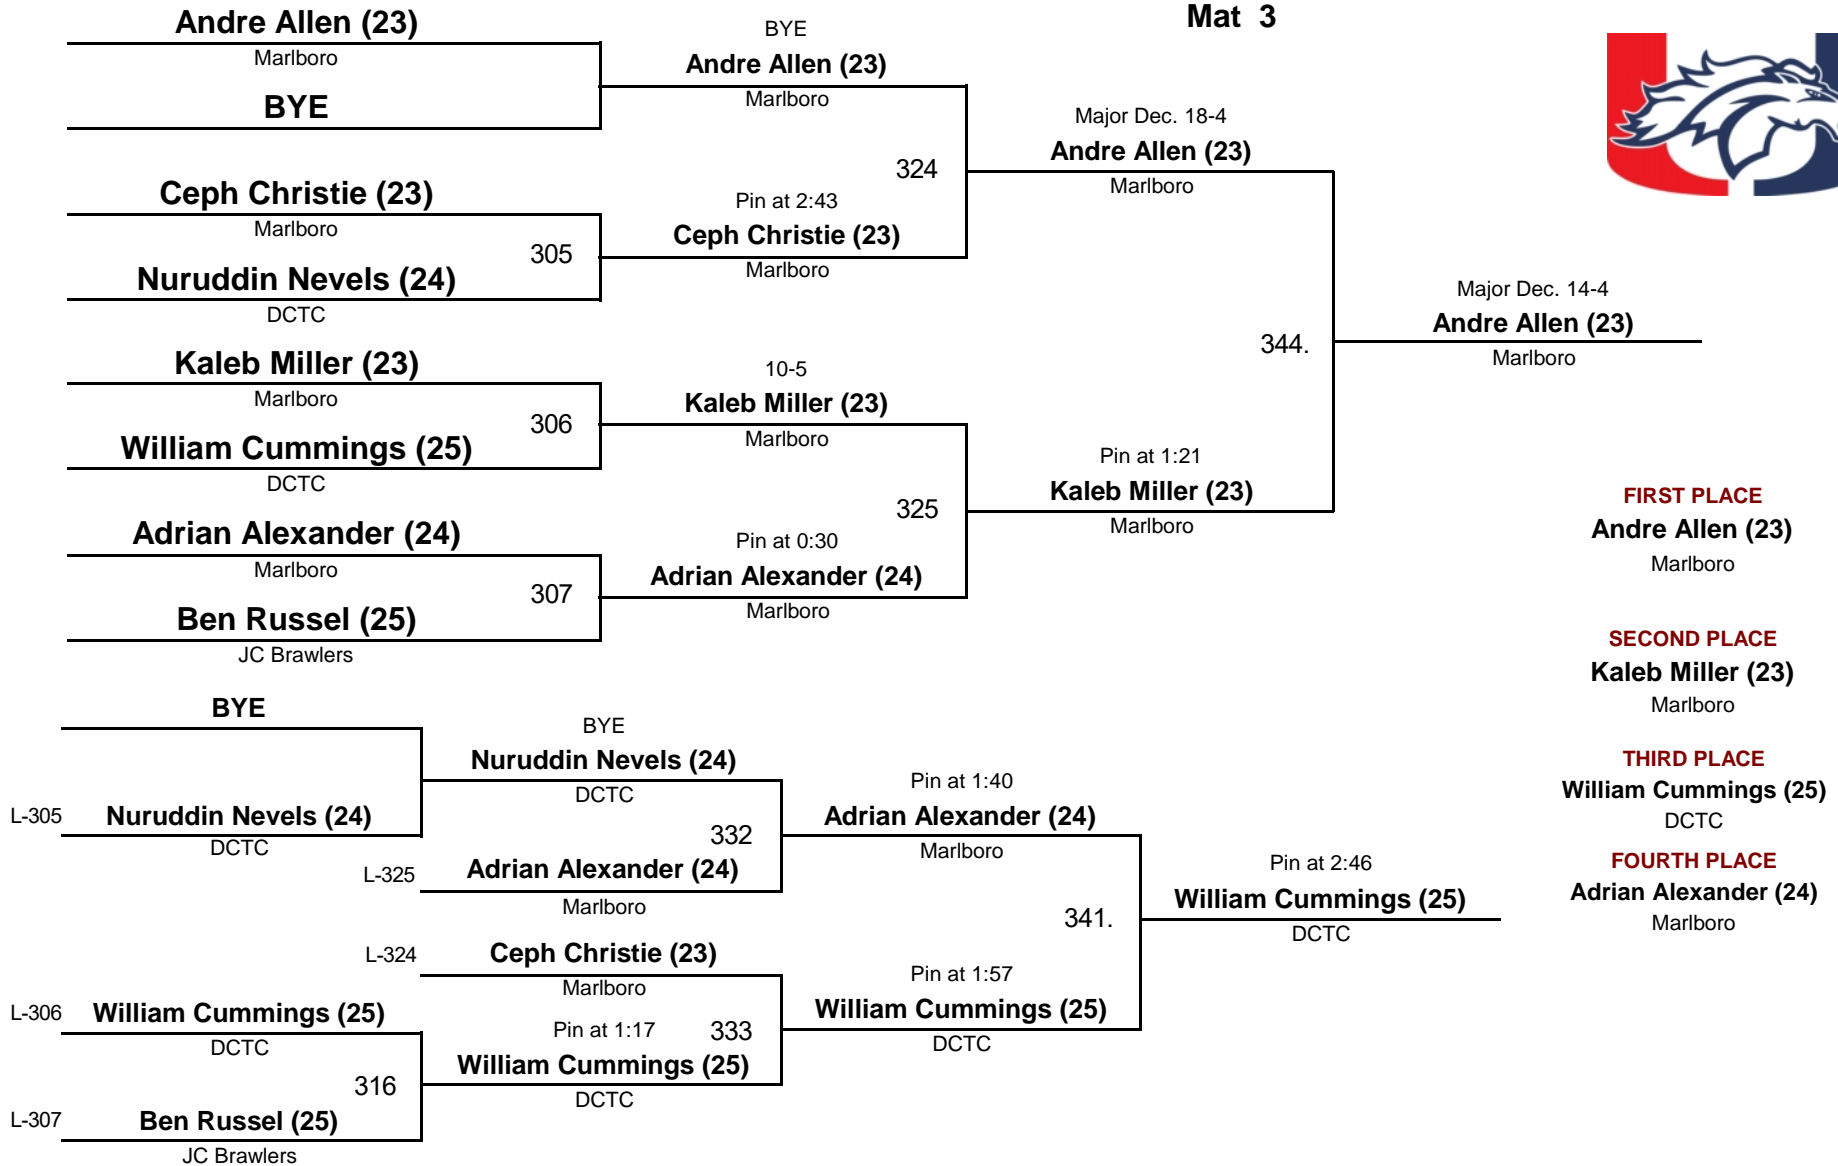 Mat 3
Andre Allen (23)
Marlboro
BYE
Ceph Christie (23)
Marlboro
305
Nuruddin Nevels (24)
DCTC
Kaleb Miller (23)
Marlboro
306
William Cummings (25)
DCTC
Adrian Alexander (24)
Marlboro
307
Ben Russel (25)
JC Brawlers
BYE
Andre Allen (23)
Marlboro
324
Pin at 2:43
Ceph Christie (23)
Marlboro
10-5
Kaleb Miller (23)
Marlboro
325
Pin at 0:30
Adrian Alexander (24)
Marlboro
Major Dec. 18-4
Andre Allen (23)
Marlboro
344.
Pin at 1:21
Kaleb Miller (23)
Marlboro
Major Dec. 14-4
Andre Allen (23)
Marlboro
BYE
L-305
Nuruddin Nevels (24)
DCTC
L-306
William Cummings (25)
DCTC
316
L-307
Ben Russel (25)
JC Brawlers
BYE
Nuruddin Nevels (24)
DCTC
332
L-325
Adrian Alexander (24)
Marlboro
L-324
Ceph Christie (23)
Marlboro
333
Pin at 1:17
William Cummings (25)
DCTC
Pin at 1:40
Adrian Alexander (24)
Marlboro
341.
Pin at 1:57
William Cummings (25)
DCTC
Pin at 2:46
William Cummings (25)
DCTC
FIRST PLACE
Andre Allen (23)
Marlboro
SECOND PLACE
Kaleb Miller (23)
Marlboro
THIRD PLACE
William Cummings (25)
DCTC
FOURTH PLACE
Adrian Alexander (24)
Marlboro